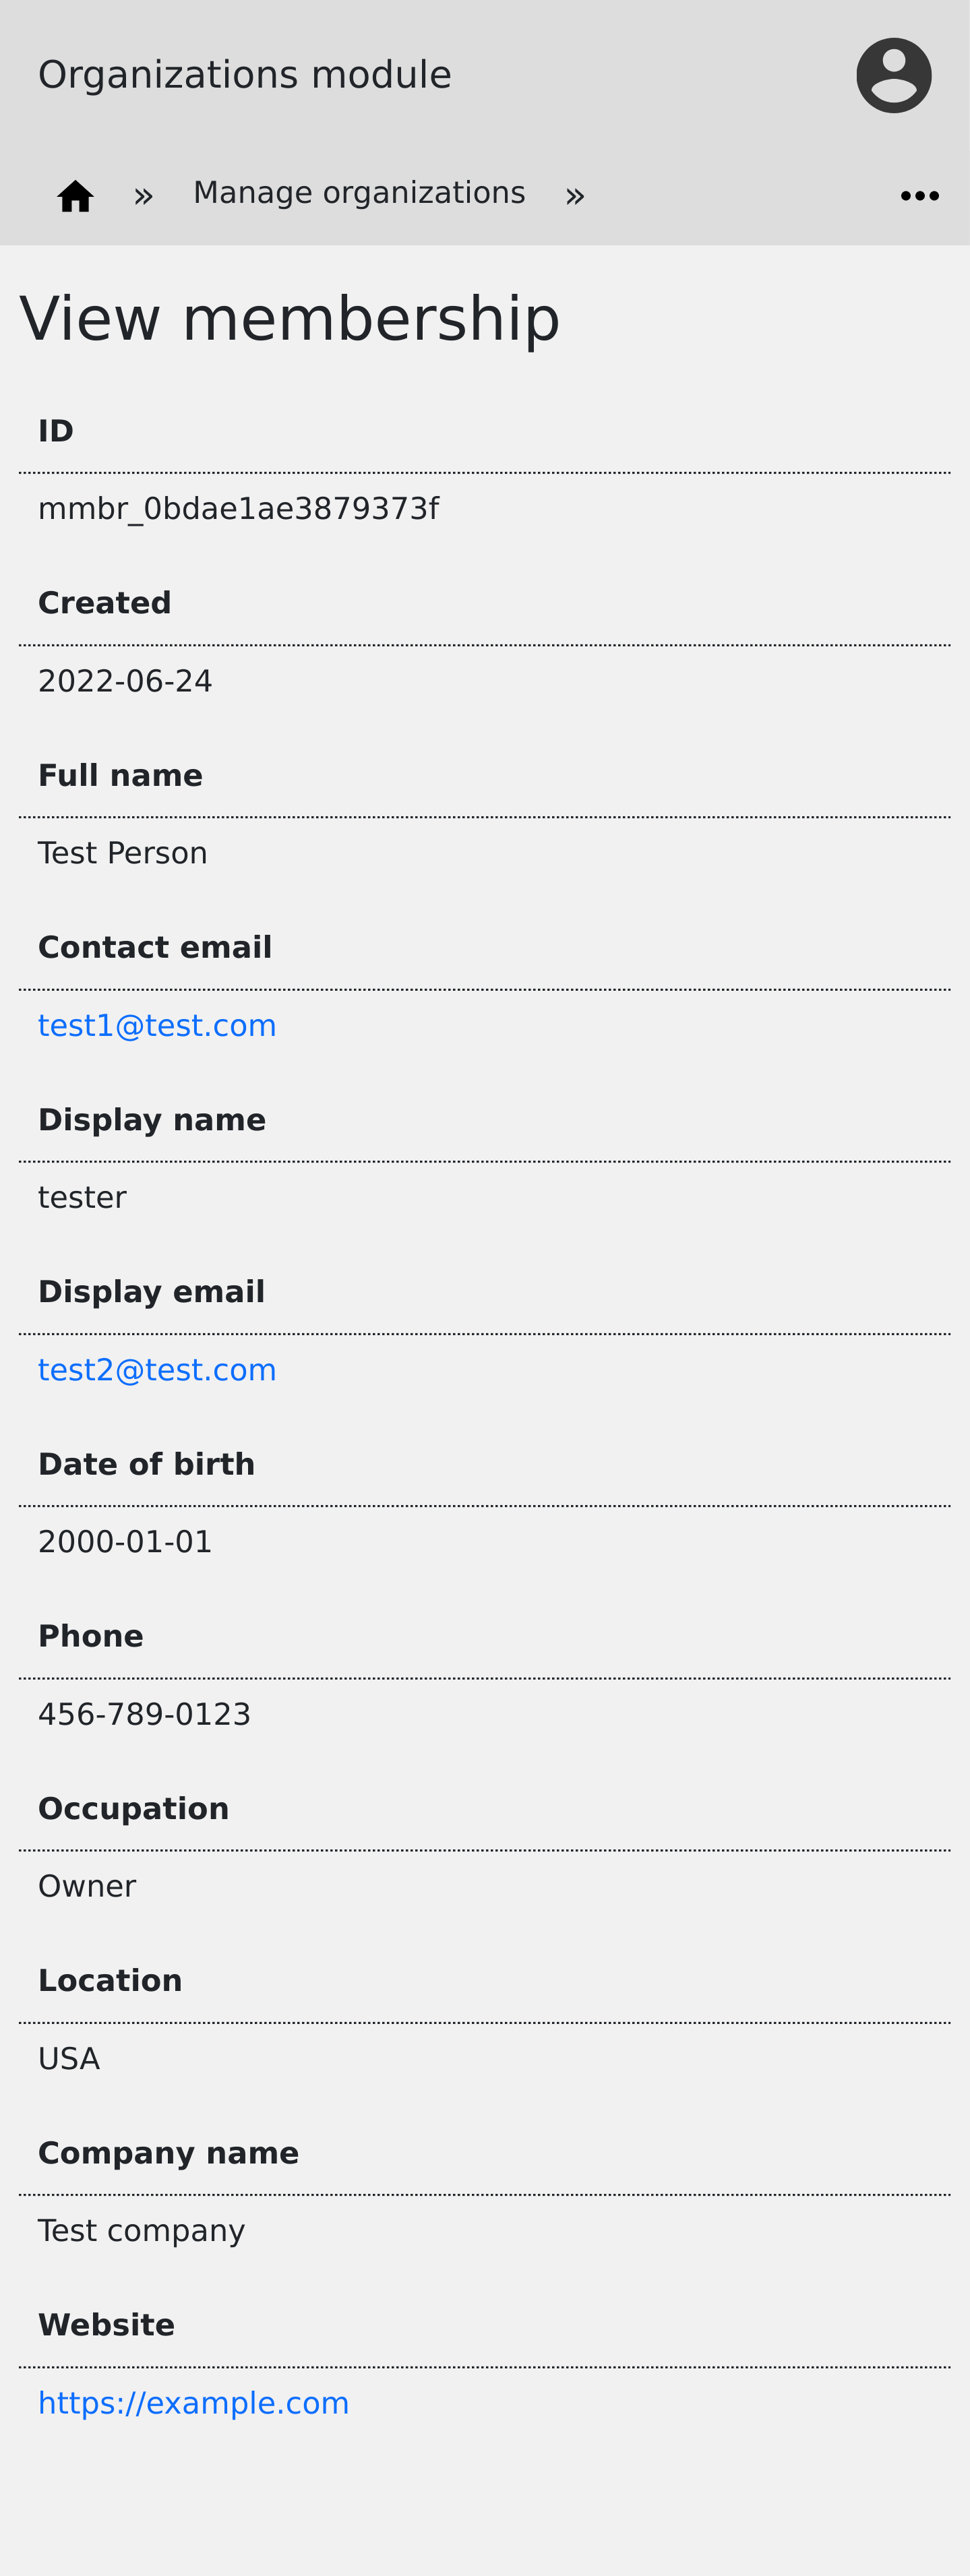 Organizations module
» Manage organizations »
View membership
ID
mmbr_0bdae1ae3879373f
Created
2022-06-24
Full name
Test Person
Contact email
test1@test.com
Display name
tester
Display email
test2@test.com
Date of birth
2000-01-01
Phone
456-789-0123
Occupation
Owner
Location
USA
Company name
Test company
Website
https://example.com